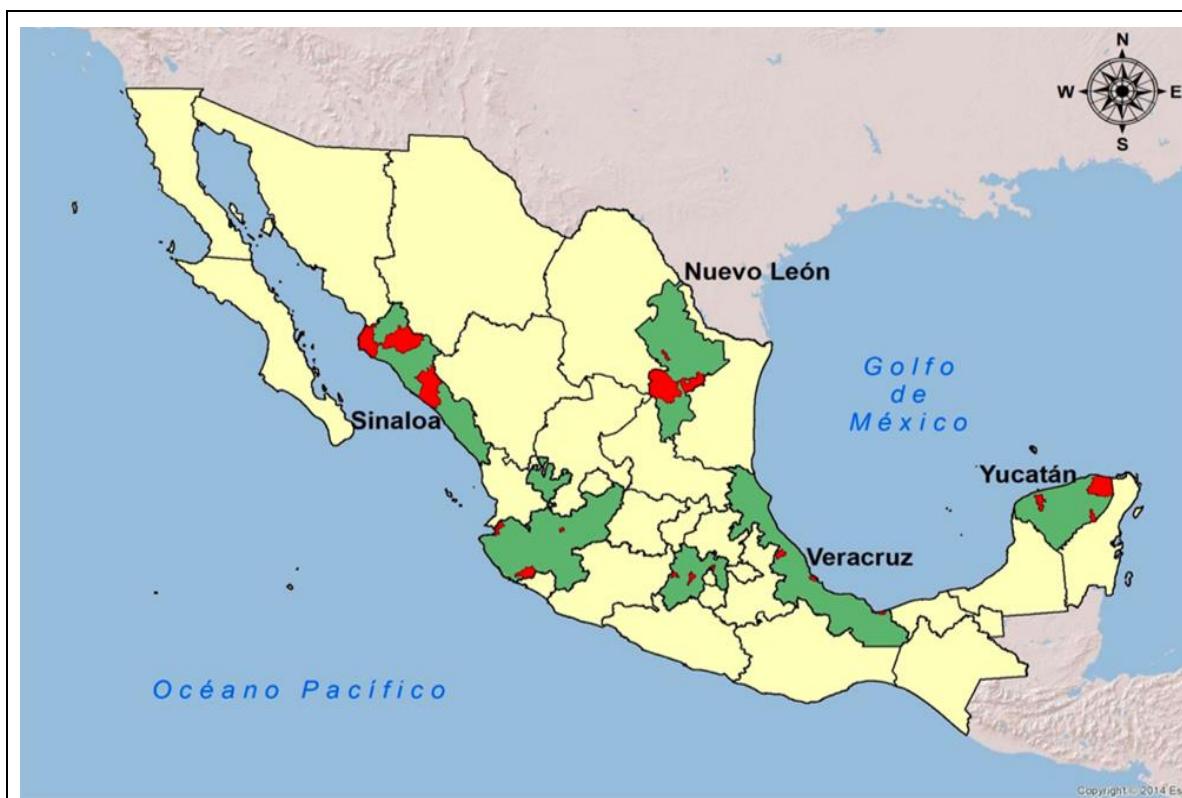 N
W
E
S
Nuevo León
Golfo
de
México
Sinaloa
Yucatán
Veracruz
Océano Pacífico
Copyright © 2014 Es